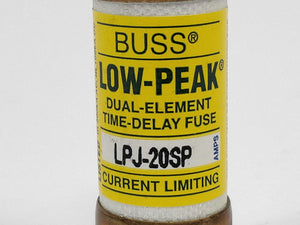 BUSS®
LOW-PEAK®
DUAL-ELEMENT
TIME-DELAY FUSE
LPJ-20SP
AMPS
CURRENT LIMITING